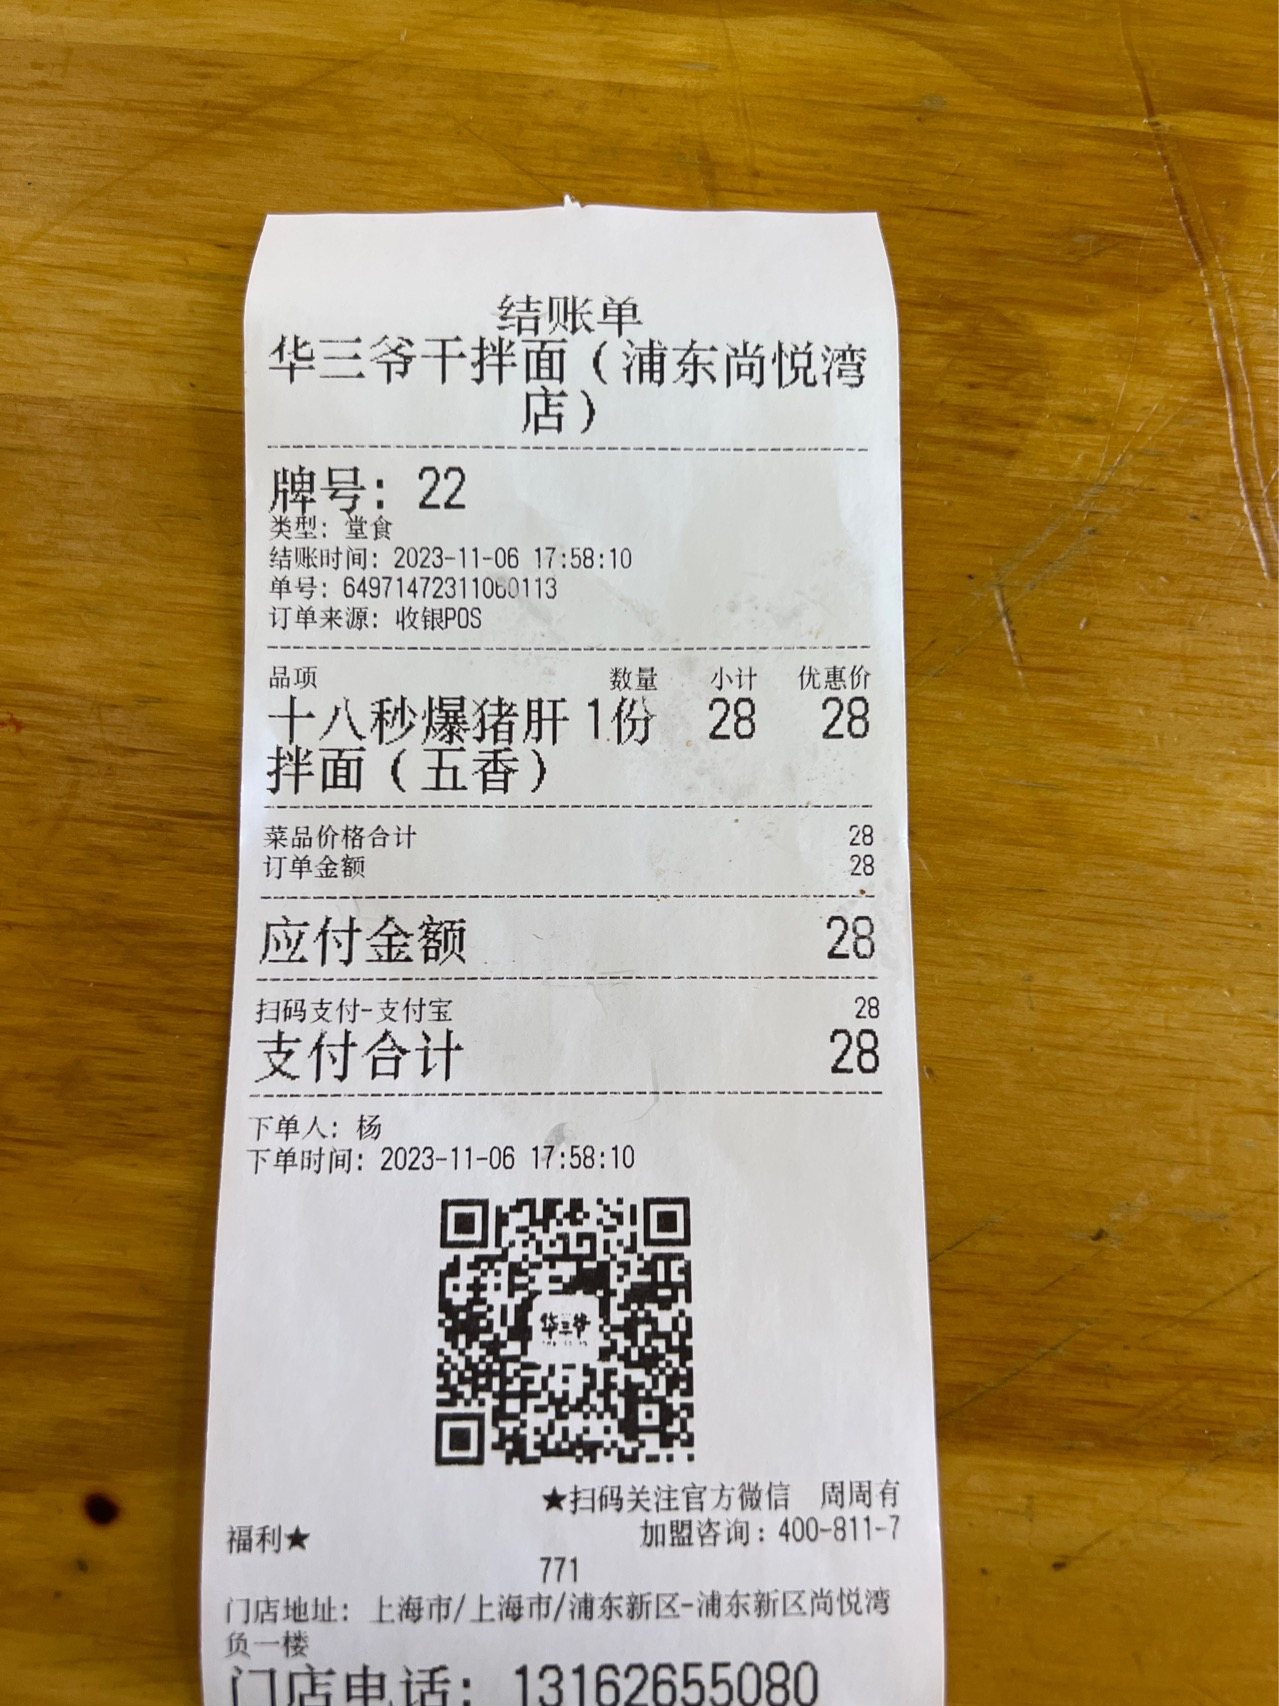 结账单
华三爷干拌面（浦东尚悦湾
店）
牌号：22
类型：堂食
结账时间：2023-11-06 17:58:10
单号：64971472311060113
订单来源：收银POS
品项 数量 小计 优惠价
十八秒爆猪肝 1份 28 28
拌面（五香）
菜品价格合计 28
订单金额 28
应付金额 28
扫码支付-支付宝 28
支付合计 28
下单人：杨
下单时间：2023-11-06 17:58:10
华三爷
★扫码关注官方微信 周周有
福利★ 加盟咨询：400-811-7
771
门店地址：上海市/上海市/浦东新区-浦东新区尚悦湾
负一楼
门店电话：13162655080